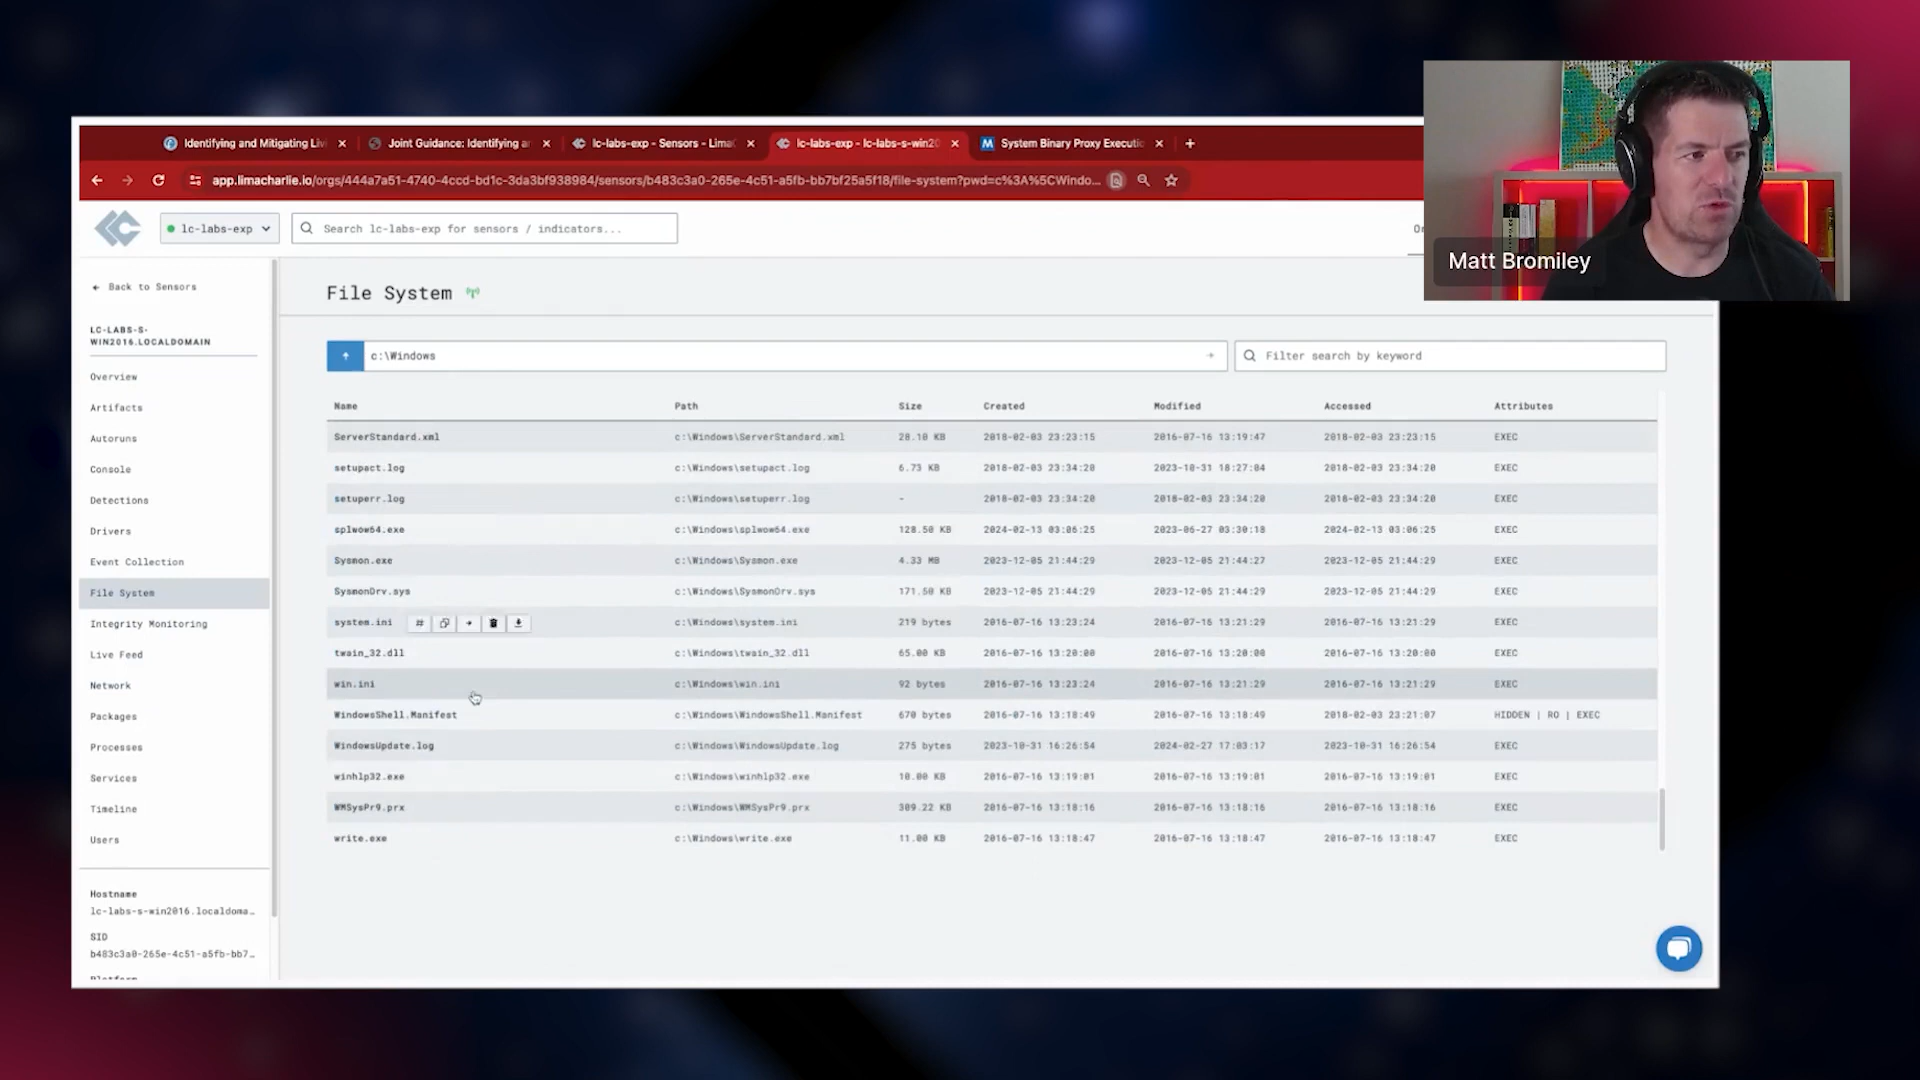 Identifying and Mitigating Livi
Joint Guidance: Identifying a
lc-labs-exp - Sensors - Lima
lc-labs-exp - lc-labs-s-win20
System Binary Proxy Executi
app.limacharlie.io/orgs/444a7a51-4740-4ccd-bd1c-3da3bf938984/sensors/b483c3a0-265e-4c51-a5fb-bb7bf25a5f18/file-system?pwd=c%3A%5CWindo...
Matt Bromiley
lc-labs-exp
Search lc-labs-exp for sensors / indicators...
Back to Sensors
LC-LABS-S-
WIN2016.LOCALDOMAIN
Overview
Artifacts
Autoruns
Console
Detections
Drivers
Event Collection
File System
Integrity Monitoring
Live Feed
Network
Packages
Processes
Services
Timeline
Users
Hostname
lc-labs-s-win2016.localdoma…
SID
b483c3a0-265e-4c51-a5fb-bb7…
Platform
File System
c:\Windows
Filter search by keyword
Name Path Size Created Modified Accessed Attributes
ServerStandard.xml c:\Windows\ServerStandard.xml 20.10 KB 2018-02-03 23:23:15 2016-07-16 13:19:47 2018-02-03 23:23:15 EXEC
setupact.log c:\Windows\setupact.log 6.73 KB 2018-02-03 23:34:20 2023-10-31 18:27:04 2018-02-03 23:34:20 EXEC
setuperr.log c:\Windows\setuperr.log - 2018-02-03 23:34:20 2018-02-03 23:34:20 2018-02-03 23:34:20 EXEC
splwow64.exe c:\Windows\splwow64.exe 128.50 KB 2024-02-13 03:06:25 2023-06-27 03:30:18 2024-02-13 03:06:25 EXEC
Sysmon.exe c:\Windows\Sysmon.exe 4.33 MB 2023-12-05 21:44:29 2023-12-05 21:44:27 2023-12-05 21:44:29 EXEC
SysmonDrv.sys c:\Windows\SysmonDrv.sys 171.50 KB 2023-12-05 21:44:29 2023-12-05 21:44:29 2023-12-05 21:44:29 EXEC
system.ini c:\Windows\system.ini 219 bytes 2016-07-16 13:23:24 2016-07-16 13:21:29 2016-07-16 13:21:29 EXEC
twain_32.dll c:\Windows\twain_32.dll 65.00 KB 2016-07-16 13:20:00 2016-07-16 13:20:00 2016-07-16 13:20:00 EXEC
win.ini c:\Windows\win.ini 92 bytes 2016-07-16 13:23:24 2016-07-16 13:21:29 2016-07-16 13:21:29 EXEC
WindowsShell.Manifest c:\Windows\WindowsShell.Manifest 670 bytes 2016-07-16 13:18:49 2016-07-16 13:18:49 2018-02-03 23:21:07 HIDDEN | RO | EXEC
WindowsUpdate.log c:\Windows\WindowsUpdate.log 275 bytes 2023-10-31 16:26:54 2024-02-27 17:03:17 2023-10-31 16:26:54 EXEC
winhlp32.exe c:\Windows\winhlp32.exe 10.00 KB 2016-07-16 13:19:01 2016-07-16 13:19:01 2016-07-16 13:19:01 EXEC
WMSysPr9.prx c:\Windows\WMSysPr9.prx 309.22 KB 2016-07-16 13:18:16 2016-07-16 13:18:16 2016-07-16 13:18:16 EXEC
write.exe c:\Windows\write.exe 11.00 KB 2016-07-16 13:18:47 2016-07-16 13:18:47 2016-07-16 13:18:47 EXEC